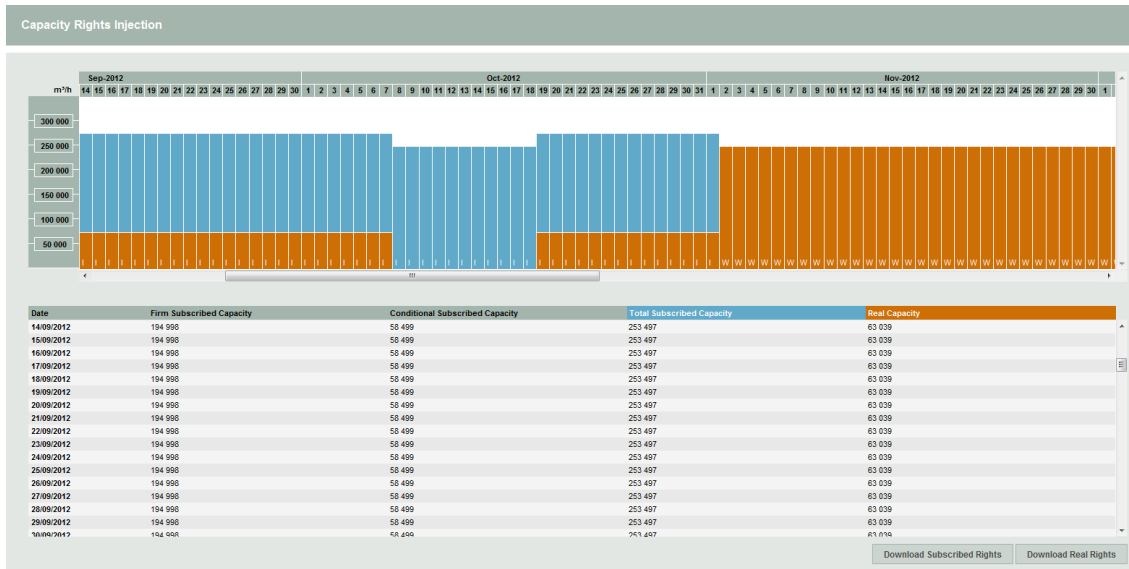 Capacity Rights Injection
Sep-2012 Oct-2012 Nov-2012
m³/h 14 15 16 17 18 19 20 21 22 23 24 25 26 27 28 29 30 1 2 3 4 5 6 7 8 9 10 11 12 13 14 15 16 17 18 19 20 21 22 23 24 25 26 27 28 29 30 31 1 2 3 4 5 6 7 8 9 10 11 12 13 14 15 16 17 18 19 20 21 22 23 24 25 26 27 28 29 30 1
300 000
250 000
200 000
150 000
100 000
50 000
I I I I I I I I I I I I I I I I I I I I I I I I I I I I I I I I I I I I I I I I I I I I I I I I I W W W W W W W W W W W W W W W W W W W W W W W W W W W W W W
Date Firm Subscribed Capacity Conditional Subscribed Capacity Total Subscribed Capacity Real Capacity
14/09/2012 194 998 58 499 253 497 63 039
15/09/2012 194 998 58 499 253 497 63 039
16/09/2012 194 998 58 499 253 497 63 039
17/09/2012 194 998 58 499 253 497 63 039
18/09/2012 194 998 58 499 253 497 63 039
19/09/2012 194 998 58 499 253 497 63 039
20/09/2012 194 998 58 499 253 497 63 039
21/09/2012 194 998 58 499 253 497 63 039
22/09/2012 194 998 58 499 253 497 63 039
23/09/2012 194 998 58 499 253 497 63 039
24/09/2012 194 998 58 499 253 497 63 039
25/09/2012 194 998 58 499 253 497 63 039
26/09/2012 194 998 58 499 253 497 63 039
27/09/2012 194 998 58 499 253 497 63 039
28/09/2012 194 998 58 499 253 497 63 039
29/09/2012 194 998 58 499 253 497 63 039
30/09/2012 194 998 58 499 253 497 63 039
Download Subscribed Rights Download Real Rights